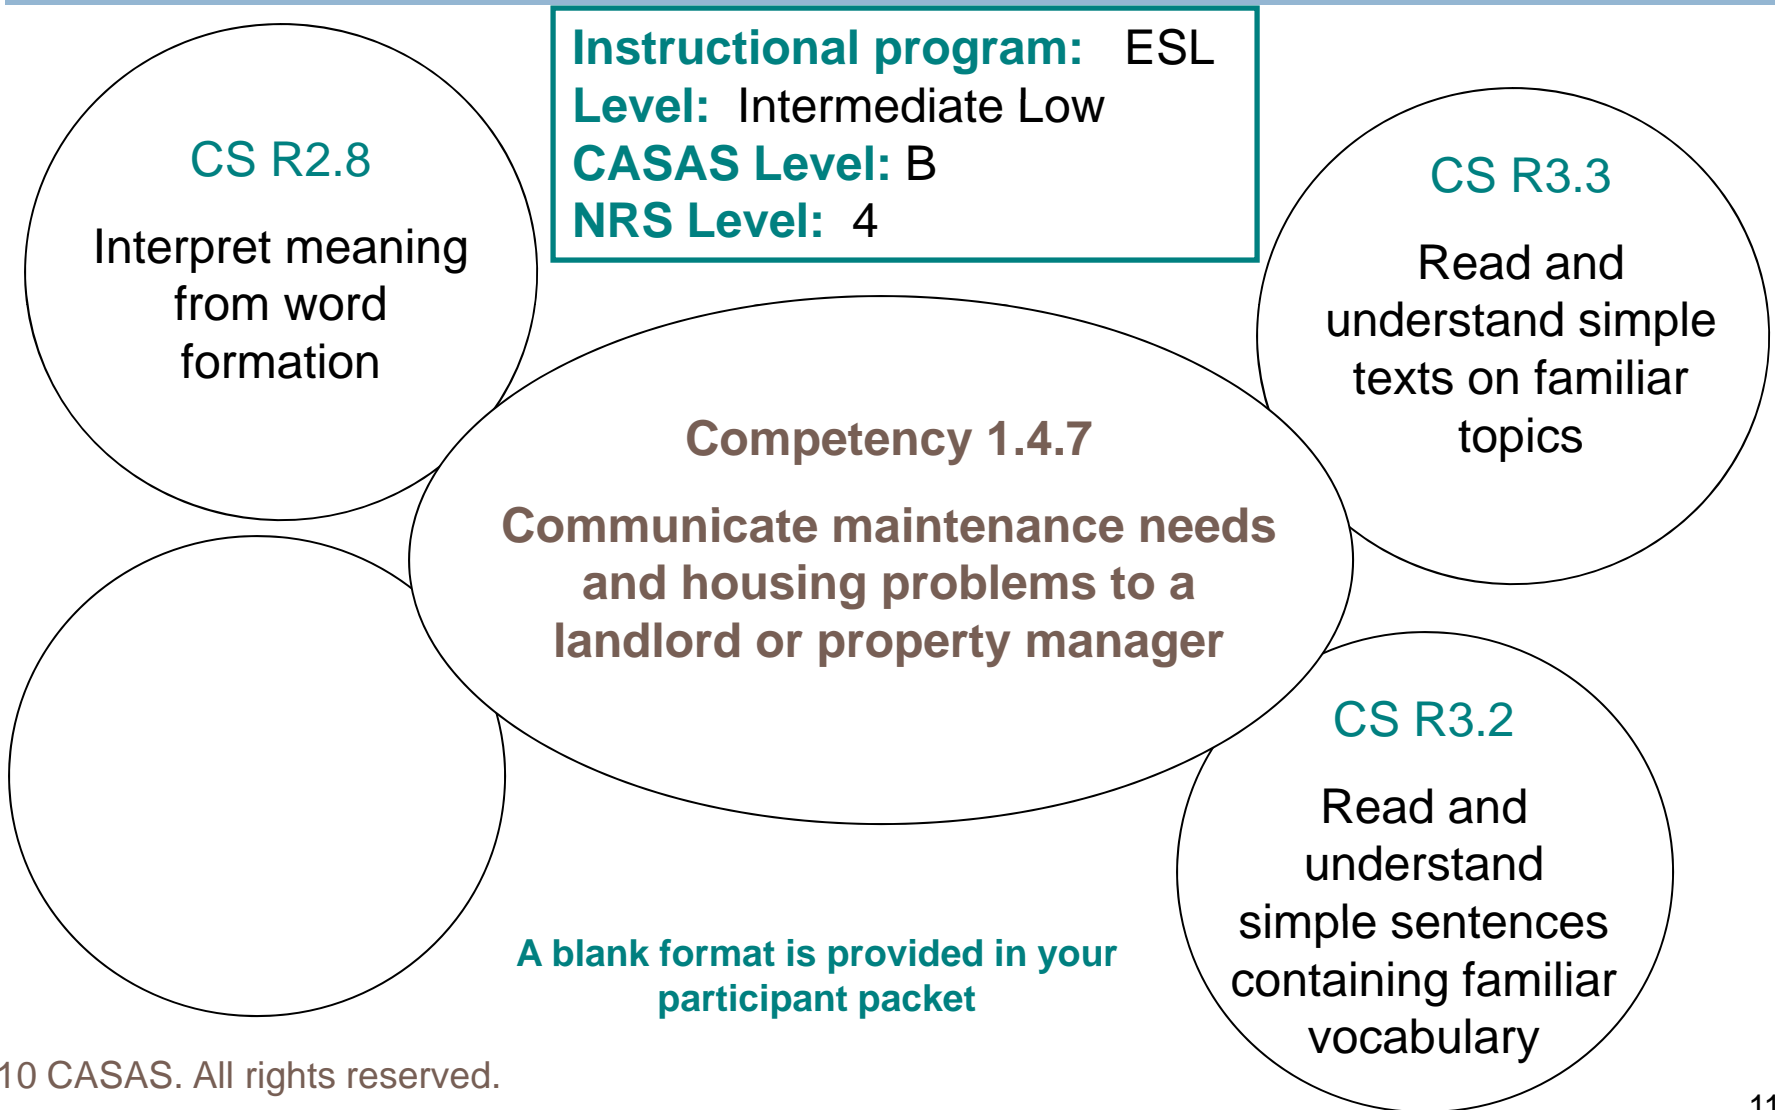 Instructional program: ESL
Level: Intermediate Low
CASAS Level: B
NRS Level: 4
CS R2.8
Interpret meaning
from word
formation
CS R3.3
Read and
understand simple
texts on familiar
topics
Competency 1.4.7
Communicate maintenance needs
and housing problems to a
landlord or property manager
CS R3.2
Read and
understand
simple sentences
containing familiar
vocabulary
A blank format is provided in your
participant packet
10 CASAS. All rights reserved.
11